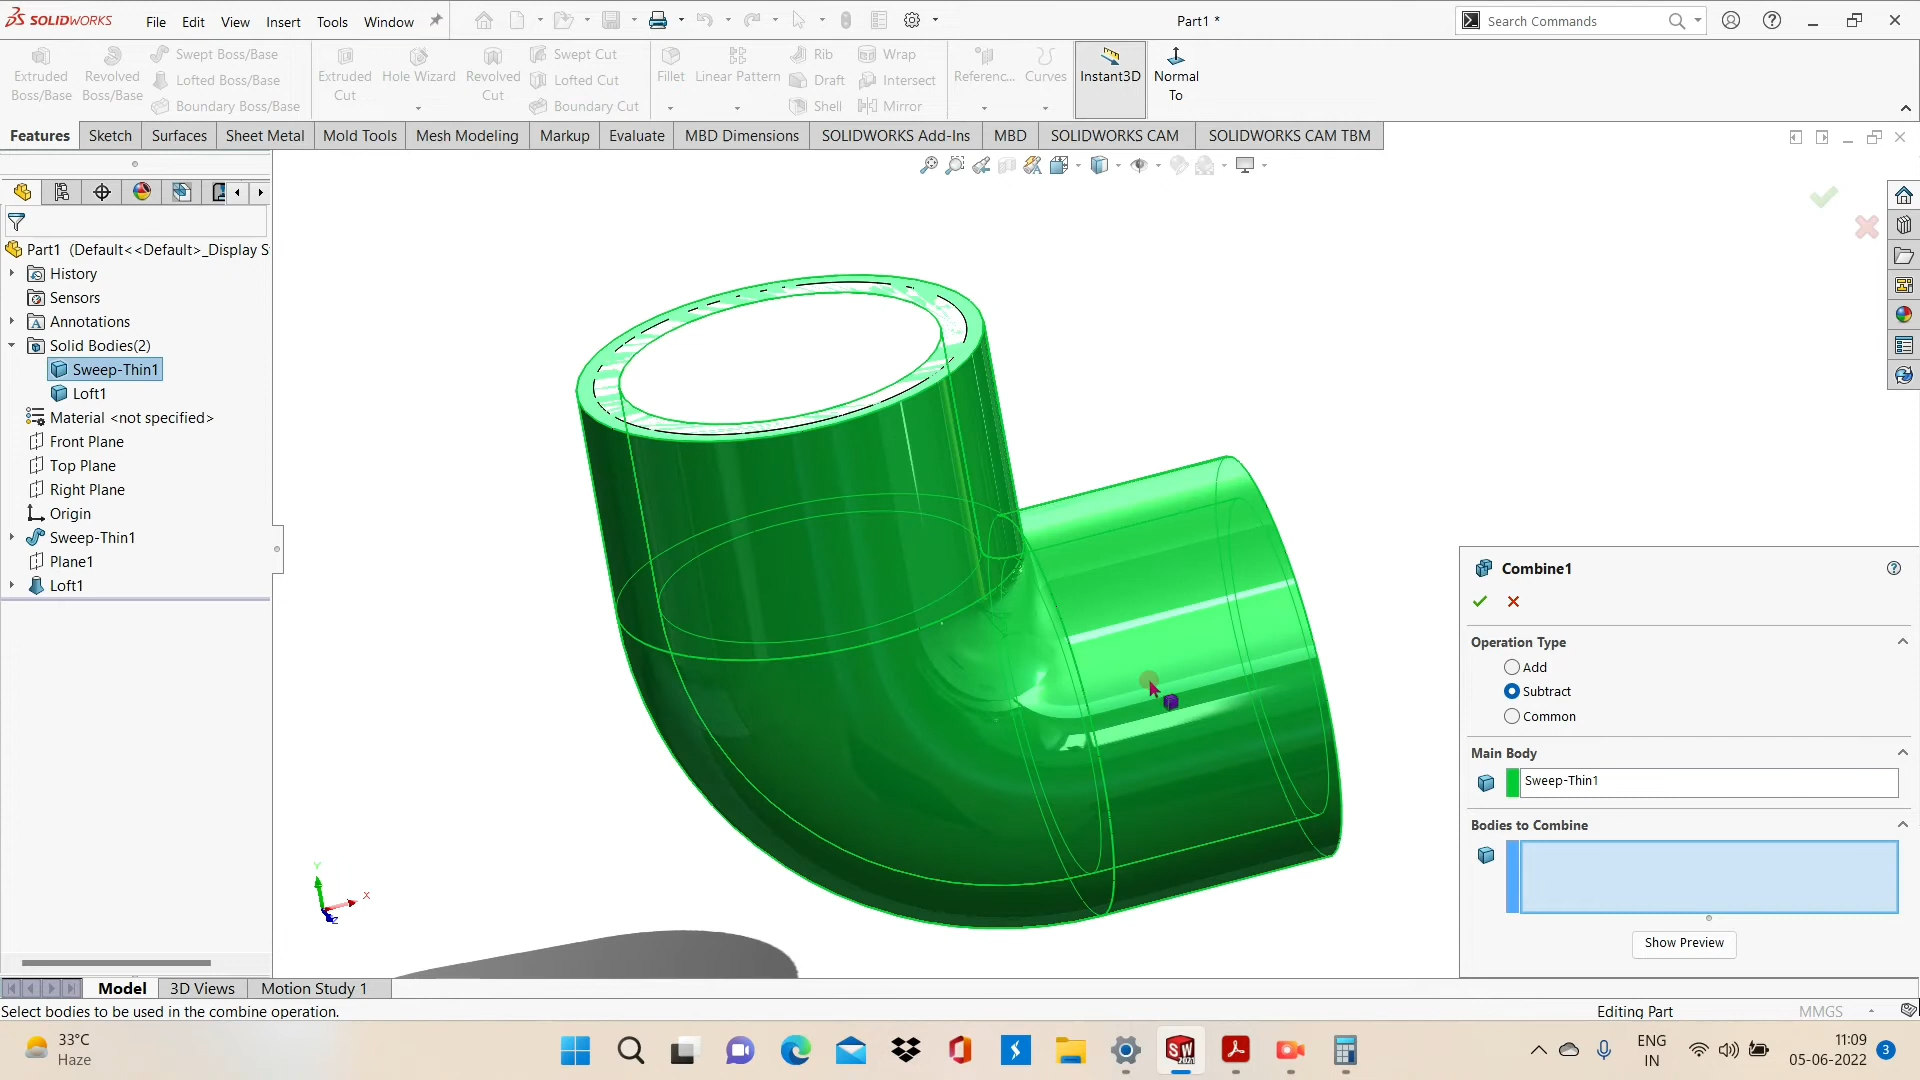 SOLIDWORKS File Edit View Insert Tools Window Part1 * Search Commands
Extruded Boss/Base
Revolved Boss/Base
Swept Boss/Base
Lofted Boss/Base
Boundary Boss/Base
Extruded Cut
Hole Wizard
Revolved Cut
Swept Cut
Lofted Cut
Boundary Cut
Fillet
Linear Pattern
Rib
Draft
Shell
Wrap
Intersect
Mirror
Referenc...
Curves
Instant3D
Normal To
Features Sketch Surfaces Sheet Metal Mold Tools Mesh Modeling Markup Evaluate MBD Dimensions SOLIDWORKS Add-Ins MBD SOLIDWORKS CAM SOLIDWORKS CAM TBM
Part1 (Default<<Default>_Display S
History
Sensors
Annotations
Solid Bodies(2)
Sweep-Thin1
Loft1
Material <not specified>
Front Plane
Top Plane
Right Plane
Origin
Sweep-Thin1
Plane1
Loft1
Y
X
Z
Combine1
Operation Type
Add
Subtract
Common
Main Body
Sweep-Thin1
Bodies to Combine
Show Preview
Model 3D Views Motion Study 1
Select bodies to be used in the combine operation. Editing Part MMGS
33°C
Haze
SW
2021
ENG
IN
11:09
05-06-2022
3